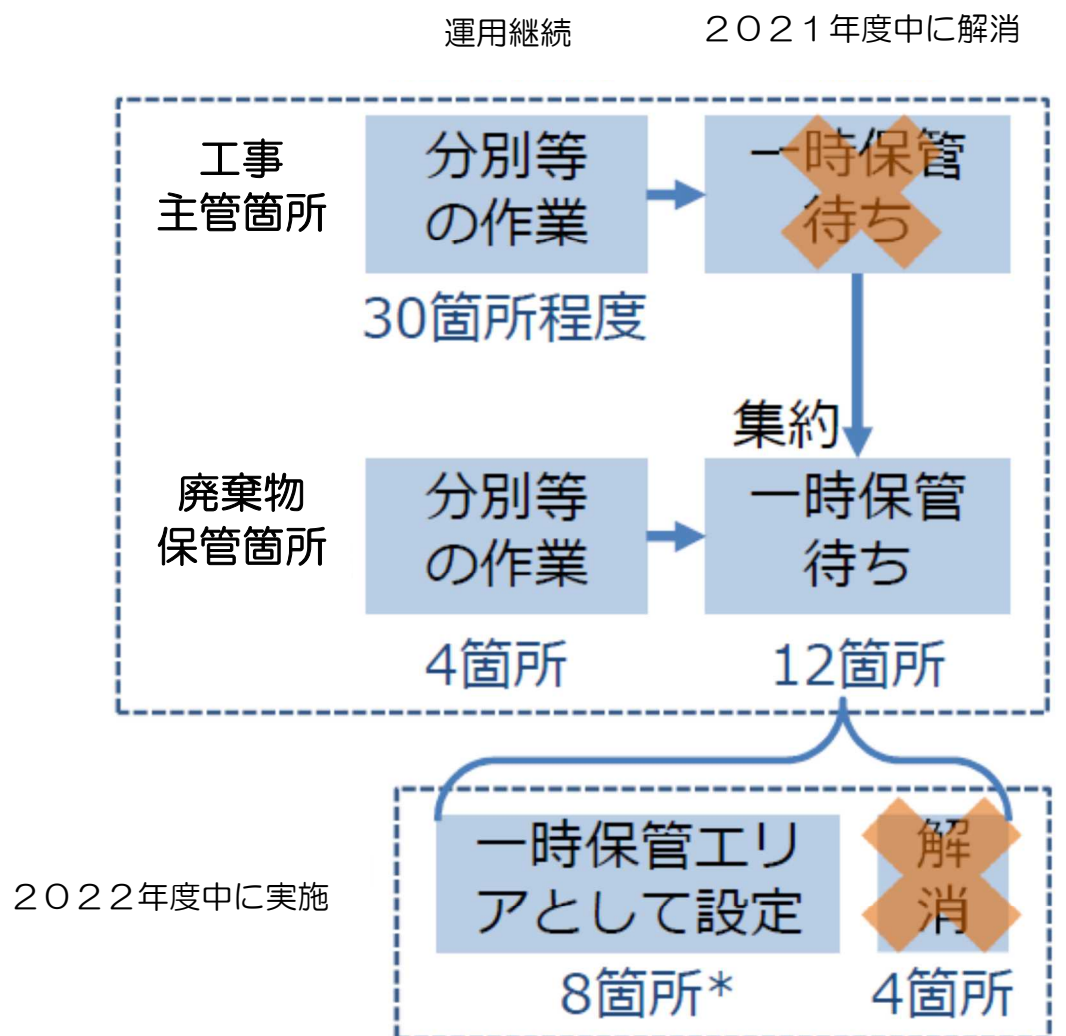 運用継続
２０２１年度中に解消
工事
主管箇所
分別等
の作業
一時保管
待ち
30箇所程度
集約
廃棄物
保管箇所
分別等
の作業
一時保管
待ち
4箇所
12箇所
２０２２年度中に実施
一時保管エリ
アとして設定
解
消
8箇所*
4箇所